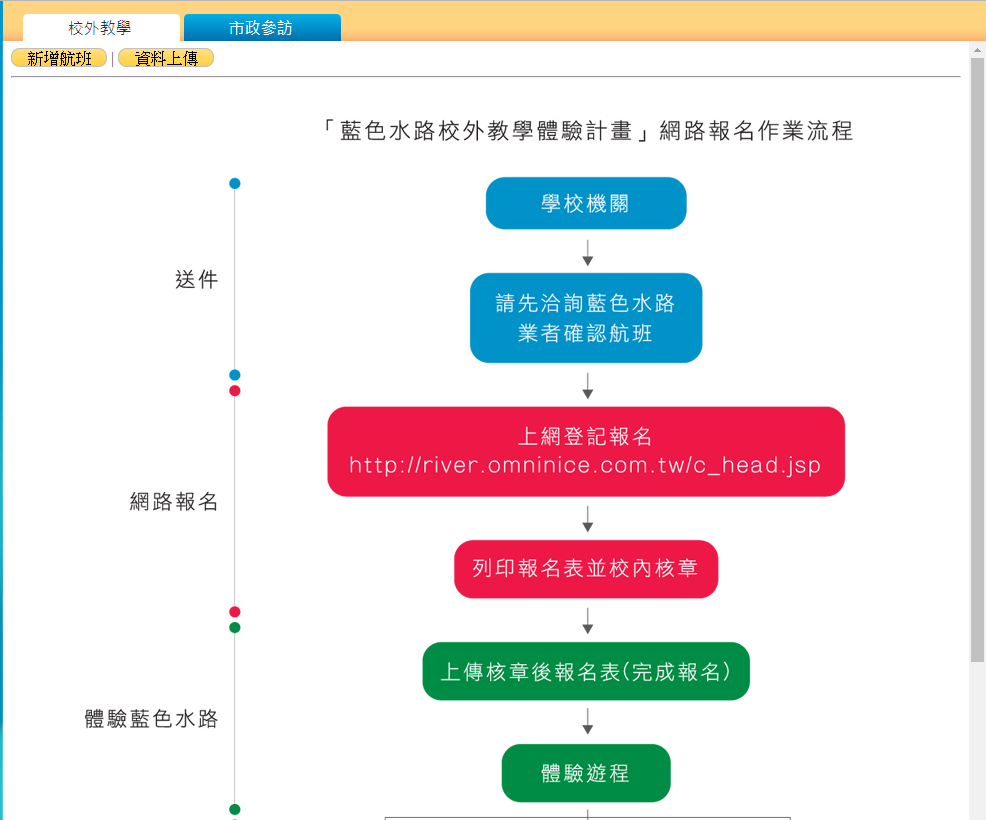 校外教學
市政參訪
新增航班 | 資料上傳
「藍色水路校外教學體驗計畫」網路報名作業流程
學校機關
送件
請先洽詢藍色水路
業者確認航班
上網登記報名
http://river.omninice.com.tw/c_head.jsp
網路報名
列印報名表並校內核章
上傳核章後報名表(完成報名)
體驗藍色水路
體驗遊程